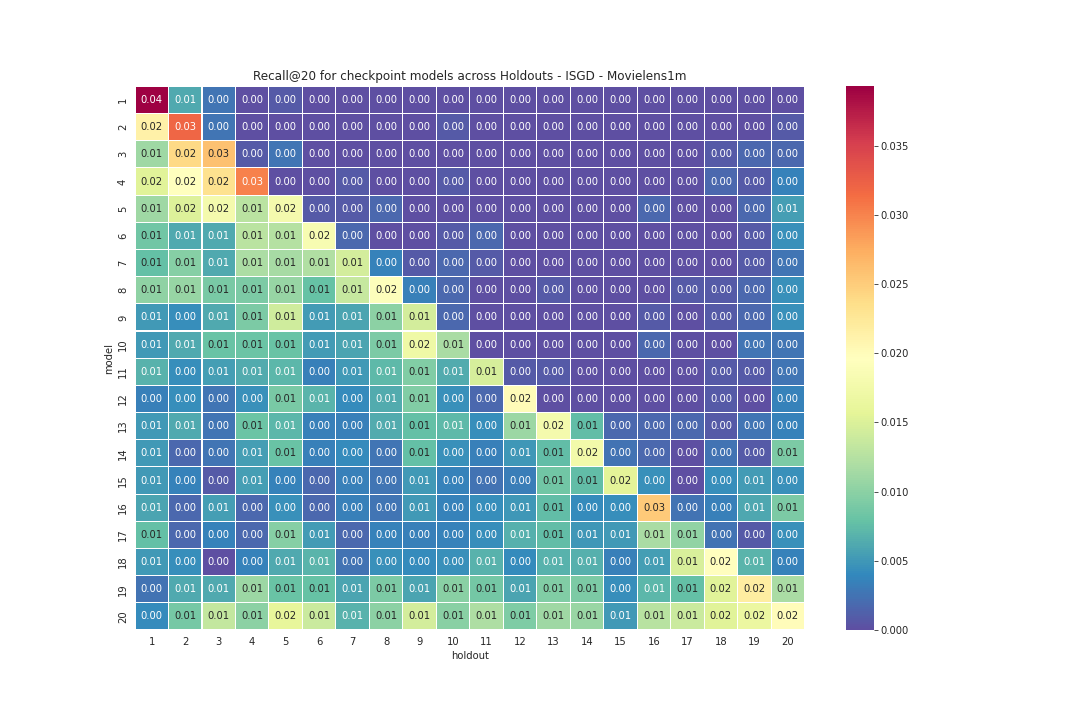 Recall@20 for checkpoint models across Holdouts - ISGD - Movielens1m
1 0.04 0.01 0.00 0.00 0.00 0.00 0.00 0.00 0.00 0.00 0.00 0.00 0.00 0.00 0.00 0.00 0.00 0.00 0.00 0.00
2 0.02 0.03 0.00 0.00 0.00 0.00 0.00 0.00 0.00 0.00 0.00 0.00 0.00 0.00 0.00 0.00 0.00 0.00 0.00 0.00
3 0.01 0.02 0.03 0.00 0.00 0.00 0.00 0.00 0.00 0.00 0.00 0.00 0.00 0.00 0.00 0.00 0.00 0.00 0.00 0.00
4 0.02 0.02 0.02 0.03 0.00 0.00 0.00 0.00 0.00 0.00 0.00 0.00 0.00 0.00 0.00 0.00 0.00 0.00 0.00 0.00
5 0.01 0.02 0.02 0.01 0.02 0.00 0.00 0.00 0.00 0.00 0.00 0.00 0.00 0.00 0.00 0.00 0.00 0.00 0.00 0.01
6 0.01 0.01 0.01 0.01 0.01 0.02 0.00 0.00 0.00 0.00 0.00 0.00 0.00 0.00 0.00 0.00 0.00 0.00 0.00 0.00
7 0.01 0.01 0.01 0.01 0.01 0.01 0.01 0.00 0.00 0.00 0.00 0.00 0.00 0.00 0.00 0.00 0.00 0.00 0.00 0.00
8 0.01 0.01 0.01 0.01 0.01 0.01 0.01 0.02 0.00 0.00 0.00 0.00 0.00 0.00 0.00 0.00 0.00 0.00 0.00 0.00
9 0.01 0.00 0.01 0.01 0.01 0.01 0.01 0.01 0.01 0.00 0.00 0.00 0.00 0.00 0.00 0.00 0.00 0.00 0.00 0.00
10 0.01 0.01 0.01 0.01 0.01 0.01 0.01 0.01 0.02 0.01 0.00 0.00 0.00 0.00 0.00 0.00 0.00 0.00 0.00 0.00
11 0.01 0.00 0.01 0.01 0.01 0.00 0.01 0.01 0.01 0.01 0.01 0.00 0.00 0.00 0.00 0.00 0.00 0.00 0.00 0.00
12 0.00 0.00 0.00 0.00 0.01 0.01 0.00 0.01 0.01 0.00 0.00 0.02 0.00 0.00 0.00 0.00 0.00 0.00 0.00 0.00
13 0.01 0.01 0.00 0.01 0.01 0.00 0.00 0.01 0.01 0.01 0.00 0.01 0.02 0.01 0.00 0.00 0.00 0.00 0.00 0.00
14 0.01 0.00 0.00 0.01 0.01 0.00 0.00 0.00 0.01 0.00 0.00 0.01 0.01 0.02 0.00 0.00 0.00 0.00 0.00 0.01
15 0.01 0.00 0.00 0.01 0.00 0.00 0.00 0.00 0.01 0.00 0.00 0.00 0.01 0.01 0.02 0.00 0.00 0.00 0.01 0.00
16 0.01 0.00 0.01 0.00 0.00 0.00 0.00 0.00 0.01 0.00 0.00 0.01 0.01 0.00 0.00 0.03 0.00 0.00 0.01 0.01
17 0.01 0.00 0.00 0.00 0.01 0.01 0.00 0.00 0.00 0.00 0.00 0.01 0.01 0.01 0.01 0.01 0.01 0.00 0.00 0.00
18 0.01 0.00 0.00 0.00 0.01 0.01 0.00 0.00 0.00 0.00 0.01 0.00 0.01 0.01 0.00 0.01 0.01 0.02 0.01 0.00
19 0.00 0.01 0.01 0.01 0.01 0.01 0.01 0.01 0.01 0.01 0.01 0.01 0.01 0.01 0.00 0.01 0.01 0.02 0.02 0.01
20 0.00 0.01 0.01 0.01 0.02 0.01 0.01 0.01 0.01 0.01 0.01 0.01 0.01 0.01 0.01 0.01 0.01 0.02 0.02 0.02
1 2 3 4 5 6 7 8 9 10 11 12 13 14 15 16 17 18 19 20
holdout
model
0.035
0.030
0.025
0.020
0.015
0.010
0.005
0.000